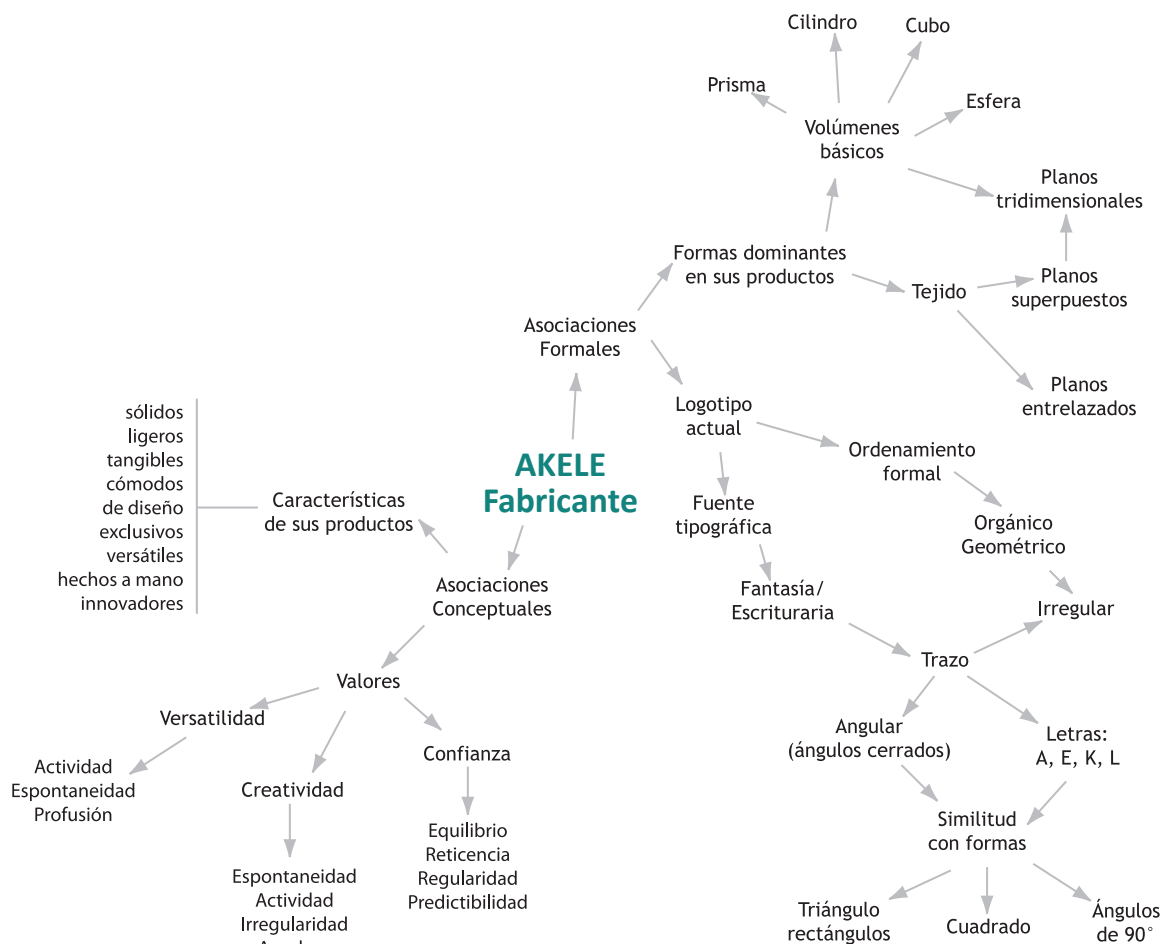 Cilindro
Cubo
Prisma
Esfera
Volúmenes
básicos
Planos
tridimensionales
Formas dominantes
en sus productos
Tejido
Planos
superpuestos
Asociaciones
Formales
Planos
entrelazados
Logotipo
actual
Ordenamiento
formal
sólidos
ligeros
tangibles
cómodos
de diseño
exclusivos
versátiles
hechos a mano
innovadores
Características
de sus productos
AKELE
Fabricante
Fuente
tipográfica
Orgánico
Geométrico
Asociaciones
Conceptuales
Fantasía/
Escrituraria
Irregular
Trazo
Valores
Versatilidad
Actividad
Espontaneidad
Profusión
Creatividad
Confianza
Angular
(ángulos cerrados)
Letras:
A, E, K, L
Equilibrio
Reticencia
Regularidad
Predictibilidad
Similitud
con formas
Espontaneidad
Actividad
Irregularidad
Triángulo
rectángulos
Cuadrado
Ángulos
de 90°